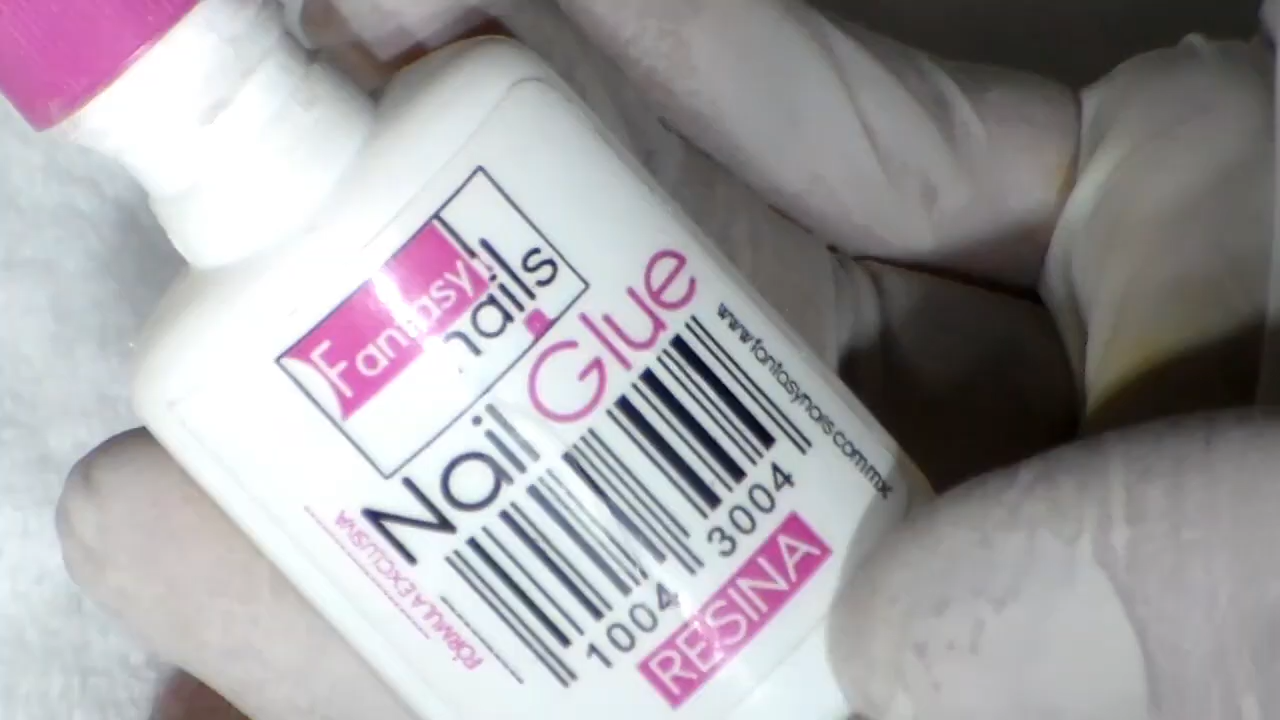 Fantasy
nails
Nail Glue
www.fantasynails.com.mx
1004 3004
RESINA
FÓRMULA EXCLUSIVA